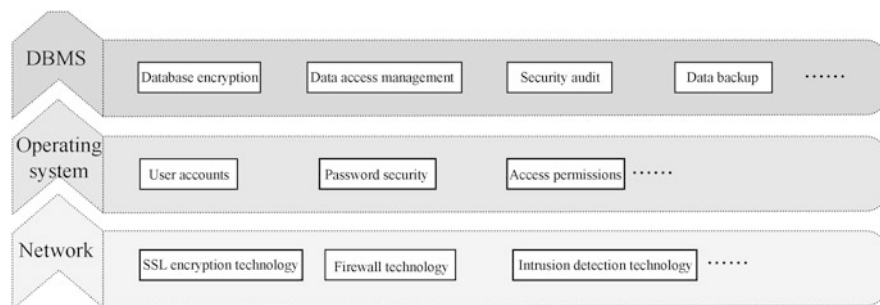 DBMS
Database encryption
Data access management
Security audit
Data backup
······
Operating
system
User accounts
Password security
Access permissions
······
Network
SSL encryption technology
Firewall technology
Intrusion detection technology
······